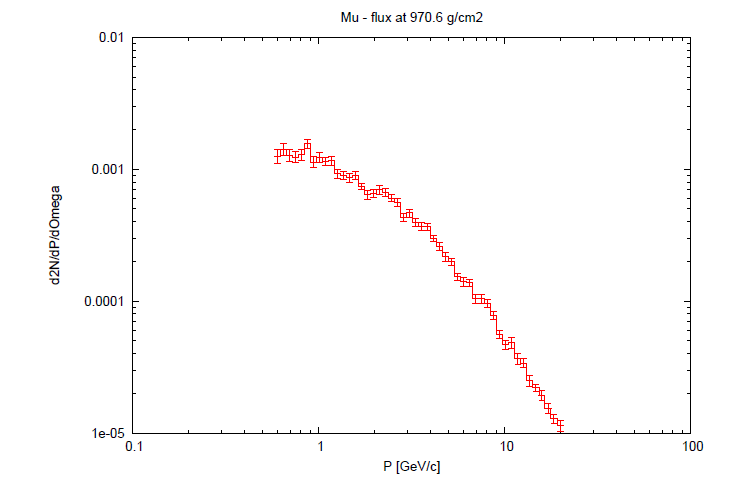 Mu - flux at 970.6 g/cm2
0.01
0.001
0.0001
1e-05
d2N/dP/dOmega
0.1
1
10
100
P [GeV/c]